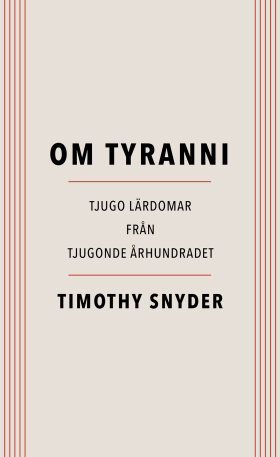 OM TYRANNI
TJUGO LÄRDOMAR
FRÅN
TJUGONDE ÅRHUNDRADET
TIMOTHY SNYDER